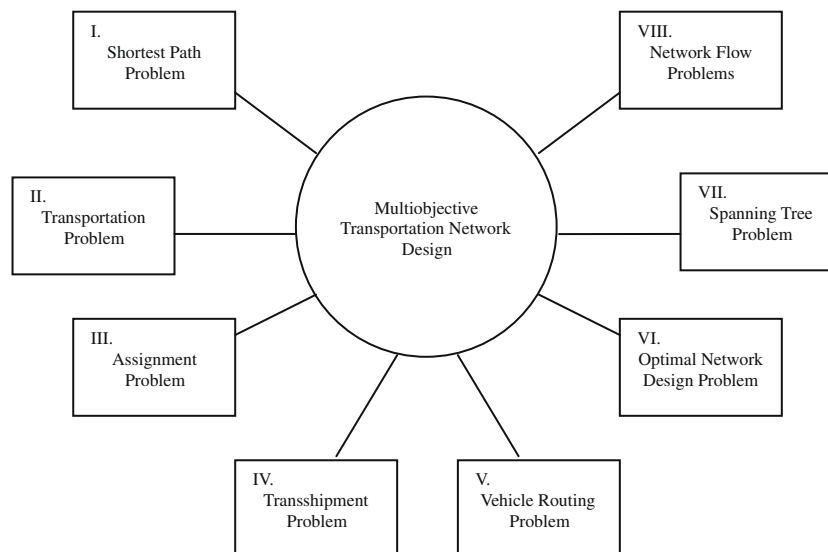 I.
Shortest Path
Problem
II.
Transportation
Problem
III.
Assignment
Problem
IV.
Transshipment
Problem
V.
Vehicle Routing
Problem
VI.
Optimal Network
Design Problem
VII.
Spanning Tree
Problem
VIII.
Network Flow
Problems
Multiobjective
Transportation Network
Design